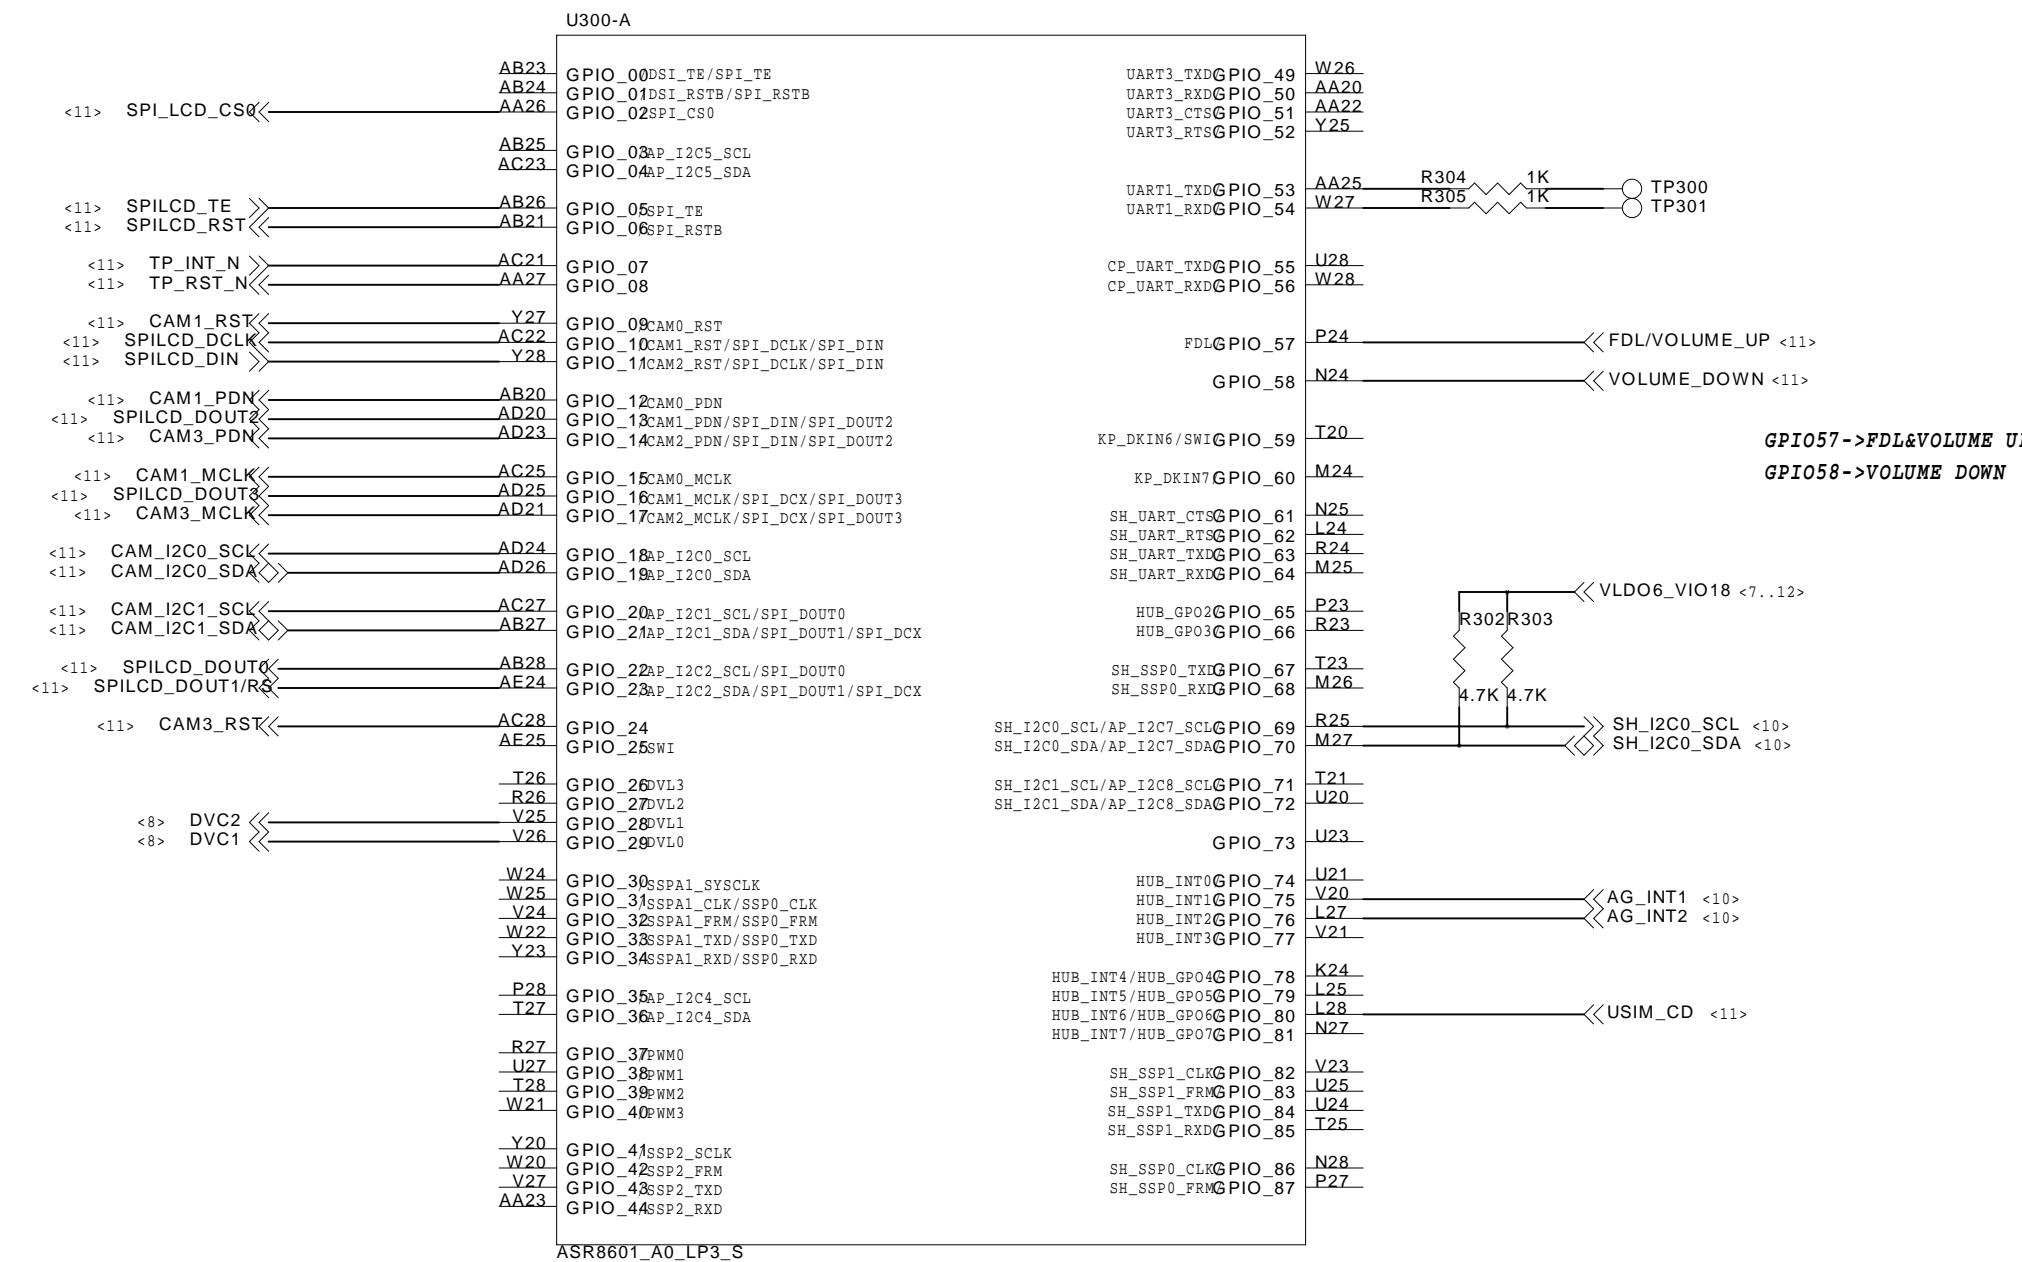 U300-A
AB23 GPIO_00/DSI_TE/SPI_TE
AB24 GPIO_01/DSI_RSTB/SPI_RSTB
<11> SPI_LCD_CS0 AA26 GPIO_02/SPI_CS0
AB25 GPIO_03/AP_I2C5_SCL
AC23 GPIO_04/AP_I2C5_SDA
<11> SPILCD_TE AB26 GPIO_05/SPI_TE
<11> SPILCD_RST AB21 GPIO_06/SPI_RSTB
<11> TP_INT_N AC21 GPIO_07
<11> TP_RST_N AA27 GPIO_08
<11> CAM1_RST Y27 GPIO_09/CAM0_RST
<11> SPILCD_DCLK AC22 GPIO_10/CAM1_RST/SPI_DCLK/SPI_DIN
<11> SPILCD_DIN Y28 GPIO_11/CAM2_RST/SPI_DCLK/SPI_DIN
<11> CAM1_PDN AB20 GPIO_12/CAM0_PDN
<11> SPILCD_DOUT2 AD20 GPIO_13/CAM1_PDN/SPI_DIN/SPI_DOUT2
<11> CAM3_PDN AD23 GPIO_14/CAM2_PDN/SPI_DIN/SPI_DOUT2
<11> CAM1_MCLK AC25 GPIO_15/CAM0_MCLK
<11> SPILCD_DOUT3 AD25 GPIO_16/CAM1_MCLK/SPI_DCX/SPI_DOUT3
<11> CAM3_MCLK AD21 GPIO_17/CAM2_MCLK/SPI_DCX/SPI_DOUT3
<11> CAM_I2C0_SCL AD24 GPIO_18/AP_I2C0_SCL
<11> CAM_I2C0_SDA AD26 GPIO_19/AP_I2C0_SDA
<11> CAM_I2C1_SCL AC27 GPIO_20/AP_I2C1_SCL/SPI_DOUT0
<11> CAM_I2C1_SDA AB27 GPIO_21/AP_I2C1_SDA/SPI_DOUT1/SPI_DCX
<11> SPILCD_DOUT0 AB28 GPIO_22/AP_I2C2_SCL/SPI_DOUT0
<11> SPILCD_DOUT1/RS AE24 GPIO_23/AP_I2C2_SDA/SPI_DOUT1/SPI_DCX
<11> CAM3_RST AC28 GPIO_24
AE25 GPIO_25/SWI
T26 GPIO_26/DVL3
R26 GPIO_27/DVL2
<8> DVC2 V25 GPIO_28/DVL1
<8> DVC1 V26 GPIO_29/DVL0
W24 GPIO_30/SSPA1_SYSCLK
W25 GPIO_31/SSPA1_CLK/SSP0_CLK
V24 GPIO_32/SSPA1_FRM/SSP0_FRM
W22 GPIO_33/SSPA1_TXD/SSP0_TXD
Y23 GPIO_34/SSPA1_RXD/SSP0_RXD
P28 GPIO_35/AP_I2C4_SCL
T27 GPIO_36/AP_I2C4_SDA
R27 GPIO_37/PWM0
U27 GPIO_38/PWM1
T28 GPIO_39/PWM2
W21 GPIO_40/PWM3
Y20 GPIO_41/SSP2_SCLK
W20 GPIO_42/SSP2_FRM
V27 GPIO_43/SSP2_TXD
AA23 GPIO_44/SSP2_RXD
ASR8601_A0_LP3_S
UART3_TXD/GPIO_49 W26
UART3_RXD/GPIO_50 AA20
UART3_CTS/GPIO_51 AA22
UART3_RTS/GPIO_52 Y25
UART1_TXD/GPIO_53 AA25 R304 1K TP300
UART1_RXD/GPIO_54 W27 R305 1K TP301
CP_UART_TXD/GPIO_55 U28
CP_UART_RXD/GPIO_56 W28
FDL/GPIO_57 P24 FDL/VOLUME_UP <11>
GPIO_58 N24 VOLUME_DOWN <11>
KP_DKIN6/SWI/GPIO_59 T20
GPIO57->FDL&VOLUME
KP_DKIN7/GPIO_60 M24
GPIO58->VOLUME DOWN
SH_UART_CTS/GPIO_61 N25
SH_UART_RTS/GPIO_62 L24
SH_UART_TXD/GPIO_63 R24
SH_UART_RXD/GPIO_64 M25
VLDO6_VIO18 <7..12>
HUB_GPO2/GPIO_65 P23
HUB_GPO3/GPIO_66 R23
R302 R303
SH_SSP0_TXD/GPIO_67 T23
SH_SSP0_RXD/GPIO_68 M26
4.7K 4.7K
SH_I2C0_SCL/AP_I2C7_SCL/GPIO_69 R25 SH_I2C0_SCL <10>
SH_I2C0_SDA/AP_I2C7_SDA/GPIO_70 M27 SH_I2C0_SDA <10>
SH_I2C1_SCL/AP_I2C8_SCL/GPIO_71 T21
SH_I2C1_SDA/AP_I2C8_SDA/GPIO_72 U20
GPIO_73 U23
HUB_INT0/GPIO_74 U21
HUB_INT1/GPIO_75 V20 AG_INT1 <10>
HUB_INT2/GPIO_76 L27 AG_INT2 <10>
HUB_INT3/GPIO_77 V21
HUB_INT4/HUB_GPO4/GPIO_78 K24
HUB_INT5/HUB_GPO5/GPIO_79 L25
HUB_INT6/HUB_GPO6/GPIO_80 L28 USIM_CD <11>
HUB_INT7/HUB_GPO7/GPIO_81 N27
SH_SSP1_CLK/GPIO_82 V23
SH_SSP1_FRM/GPIO_83 U25
SH_SSP1_TXD/GPIO_84 U24
SH_SSP1_RXD/GPIO_85 T25
SH_SSP0_CLK/GPIO_86 N28
SH_SSP0_FRM/GPIO_87 P27